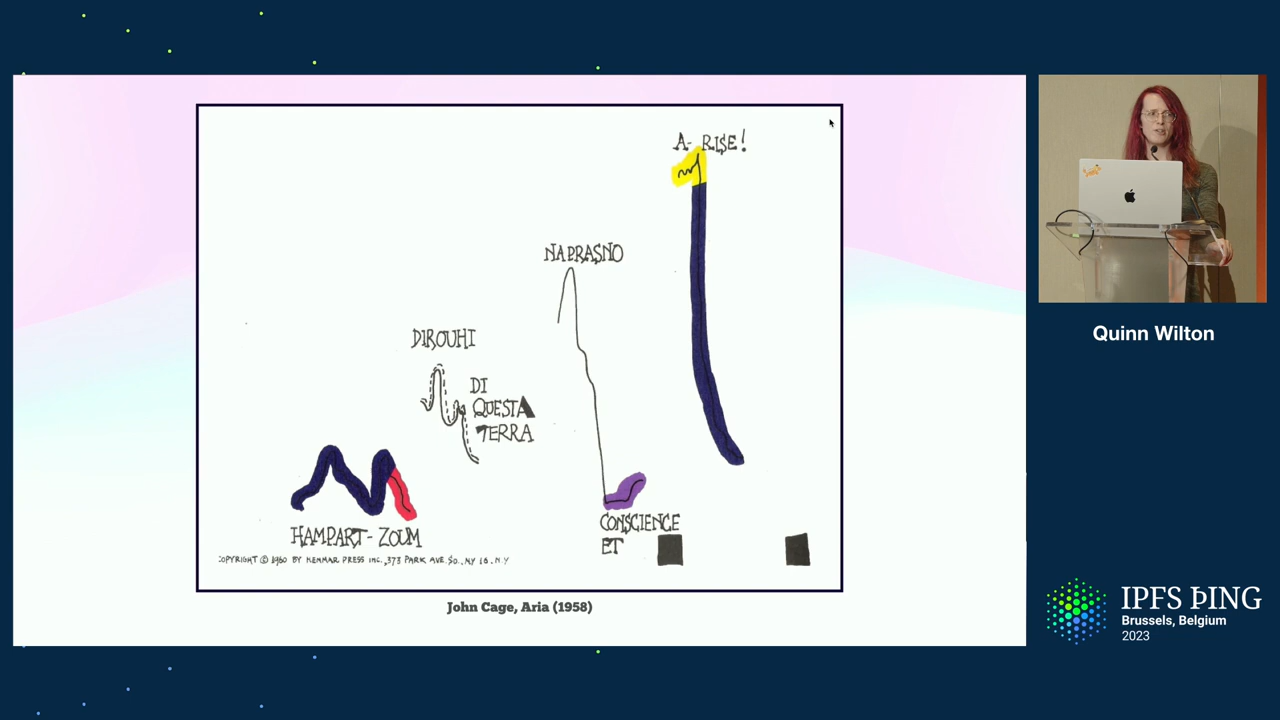 A- RISE!
NAPRASNO
DIROUHI
DI
QUESTA
TERRA
HAMPART- ZOUM
CONSCIENCE
ET
COPYRIGHT © 1960 BY HENMAR PRESS INC., 373 PARK AVE. SO., NY 16. N Y
John Cage, Aria (1958)
Quinn Wilton
IPFS ÞING
Brussels, Belgium
2023